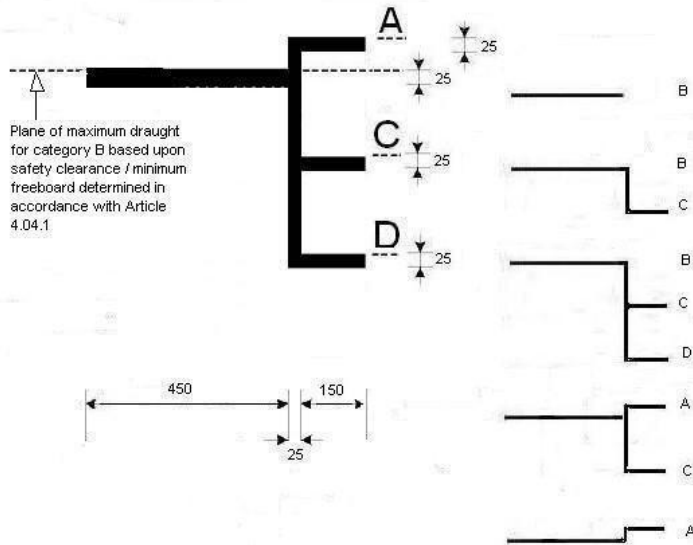 A
25
25
Plane of maximum draught
for category B based upon
safety clearance / minimum
freeboard determined in
accordance with Article
4.04.1
C
25
D
25
450
150
25
B
B
C
B
C
D
A
C
A